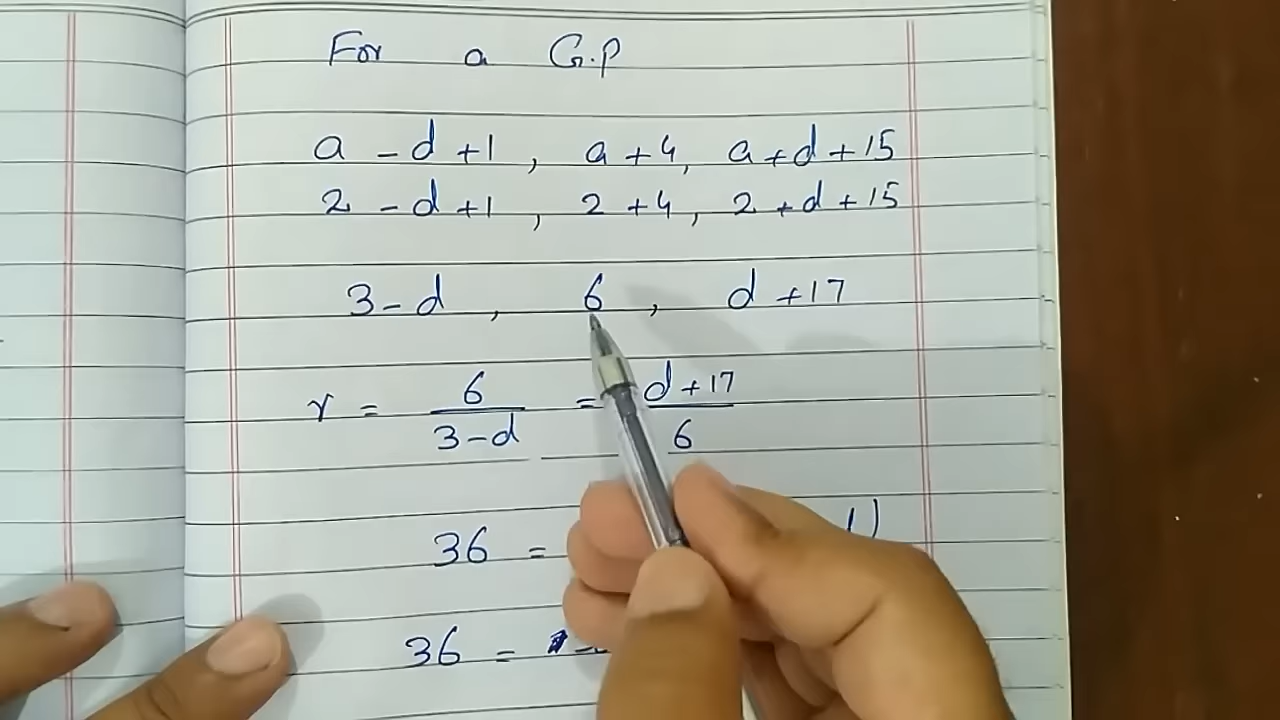 For a G.P
a - d + 1 , a + 4, a + d + 15
2 - d + 1 , 2 + 4 , 2 + d + 15
3 - d , 6 , d + 17
r = 6/(3 - d) = (d + 17)/6
36 =
36 =